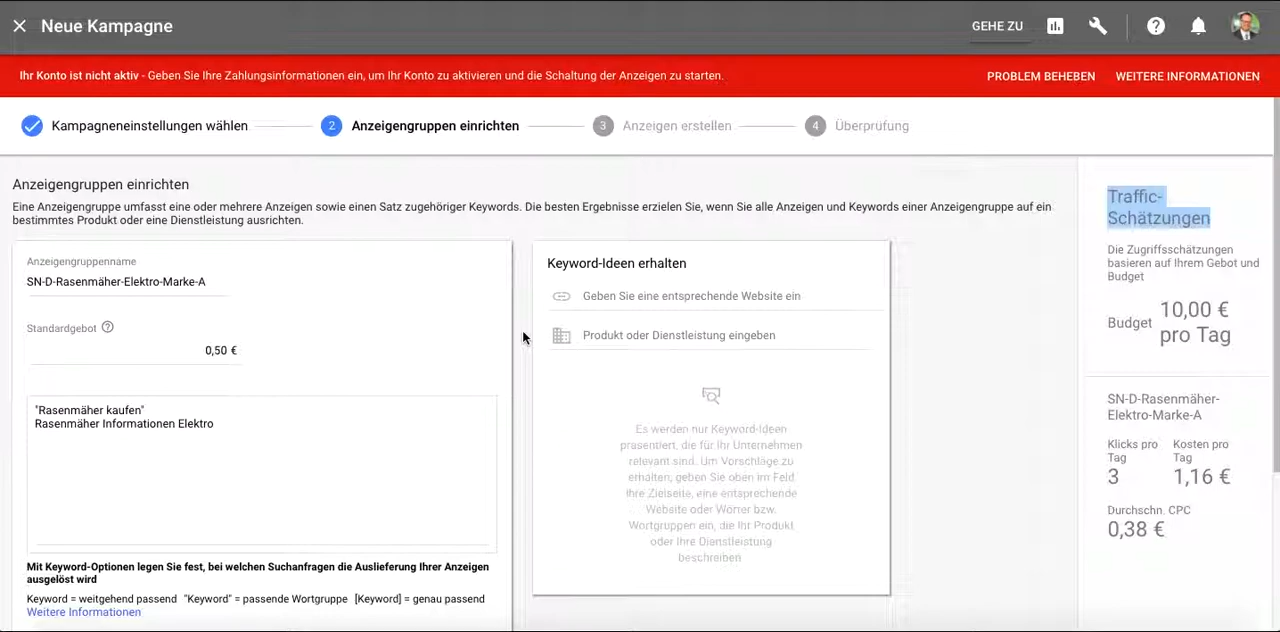 Neue Kampagne
GEHE ZU
Ihr Konto ist nicht aktiv - Geben Sie Ihre Zahlungsinformationen ein, um Ihr Konto zu aktivieren und die Schaltung der Anzeigen zu starten.
PROBLEM BEHEBEN
WEITERE INFORMATIONEN
Kampagneneinstellungen wählen
2 Anzeigengruppen einrichten
3 Anzeigen erstellen
4 Überprüfung
Anzeigengruppen einrichten
Eine Anzeigengruppe umfasst eine oder mehrere Anzeigen sowie einen Satz zugehöriger Keywords. Die besten Ergebnisse erzielen Sie, wenn Sie alle Anzeigen und Keywords einer Anzeigengruppe auf ein
bestimmtes Produkt oder eine Dienstleistung ausrichten.
Anzeigengruppenname
SN-D-Rasenmäher-Elektro-Marke-A
Standardgebot
0,50 €
"Rasenmäher kaufen"
Rasenmäher Informationen Elektro
Mit Keyword-Optionen legen Sie fest, bei welchen Suchanfragen die Auslieferung Ihrer Anzeigen
ausgelöst wird
Keyword = weitgehend passend "Keyword" = passende Wortgruppe [Keyword] = genau passend
Weitere Informationen
Keyword-Ideen erhalten
Geben Sie eine entsprechende Website ein
Produkt oder Dienstleistung eingeben
Es werden nur Keyword-Ideen
präsentiert, die für Ihr Unternehmen
relevant sind. Um Vorschläge zu
erhalten, geben Sie oben im Feld
Ihre Zielseite, eine entsprechende
Website oder Wörter bzw.
Wortgruppen ein, die Ihr Produkt
oder Ihre Dienstleistung
beschreiben
Traffic-
Schätzungen
Die Zugriffsschätzungen
basieren auf Ihrem Gebot und
Budget
Budget 10,00 €
pro Tag
SN-D-Rasenmäher-
Elektro-Marke-A
Klicks pro Kosten pro
Tag Tag
3 1,16 €
Durchschn. CPC
0,38 €